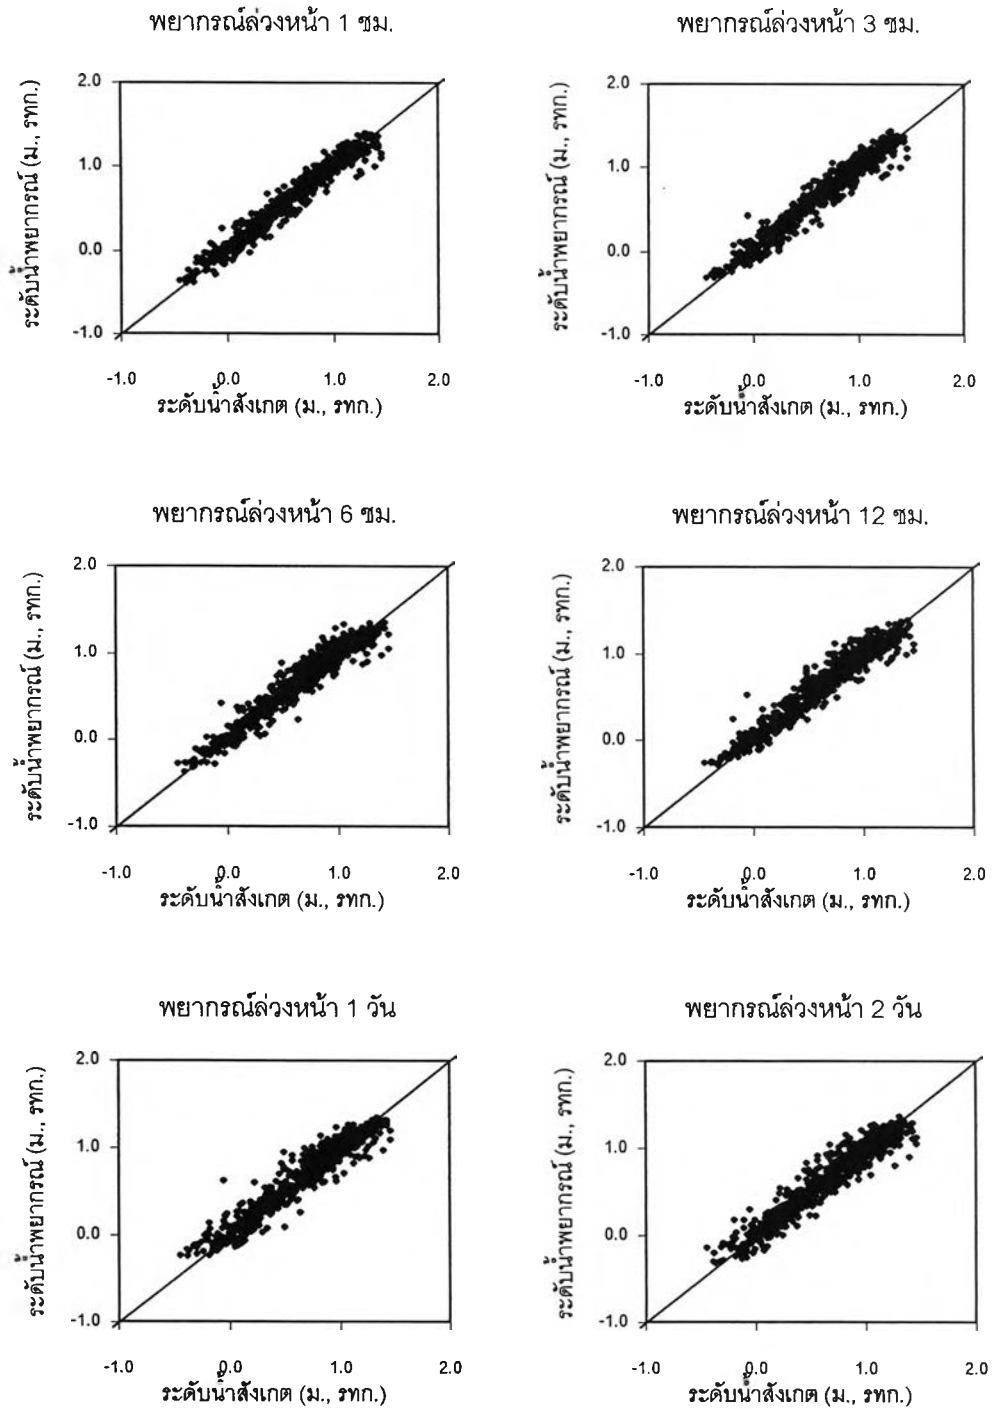 พยากรณ์ล่วงหน้า 1 ซม.
ระดับน้ำพยากรณ์ (ม., รทก.)
2.0
1.0
0.0
-1.0
-1.0 0.0 1.0 2.0
ระดับน้ำสังเกต (ม., รทก.)
พยากรณ์ล่วงหน้า 3 ซม.
ระดับน้ำพยากรณ์ (ม., รทก.)
2.0
1.0
0.0
-1.0
-1.0 0.0 1.0 2.0
ระดับน้ำสังเกต (ม., รทก.)
พยากรณ์ล่วงหน้า 6 ซม.
ระดับน้ำพยากรณ์ (ม., รทก.)
2.0
1.0
0.0
-1.0
-1.0 0.0 1.0 2.0
ระดับน้ำสังเกต (ม., รทก.)
พยากรณ์ล่วงหน้า 12 ซม.
ระดับน้ำพยากรณ์ (ม., รทก.)
2.0
1.0
0.0
-1.0
-1.0 0.0 1.0 2.0
ระดับน้ำสังเกต (ม., รทก.)
พยากรณ์ล่วงหน้า 1 วัน
ระดับน้ำพยากรณ์ (ม., รทก.)
2.0
1.0
0.0
-1.0
-1.0 0.0 1.0 2.0
ระดับน้ำสังเกต (ม., รทก.)
พยากรณ์ล่วงหน้า 2 วัน
ระดับน้ำพยากรณ์ (ม., รทก.)
2.0
1.0
0.0
-1.0
-1.0 0.0 1.0 2.0
ระดับน้ำสังเกต (ม., รทก.)